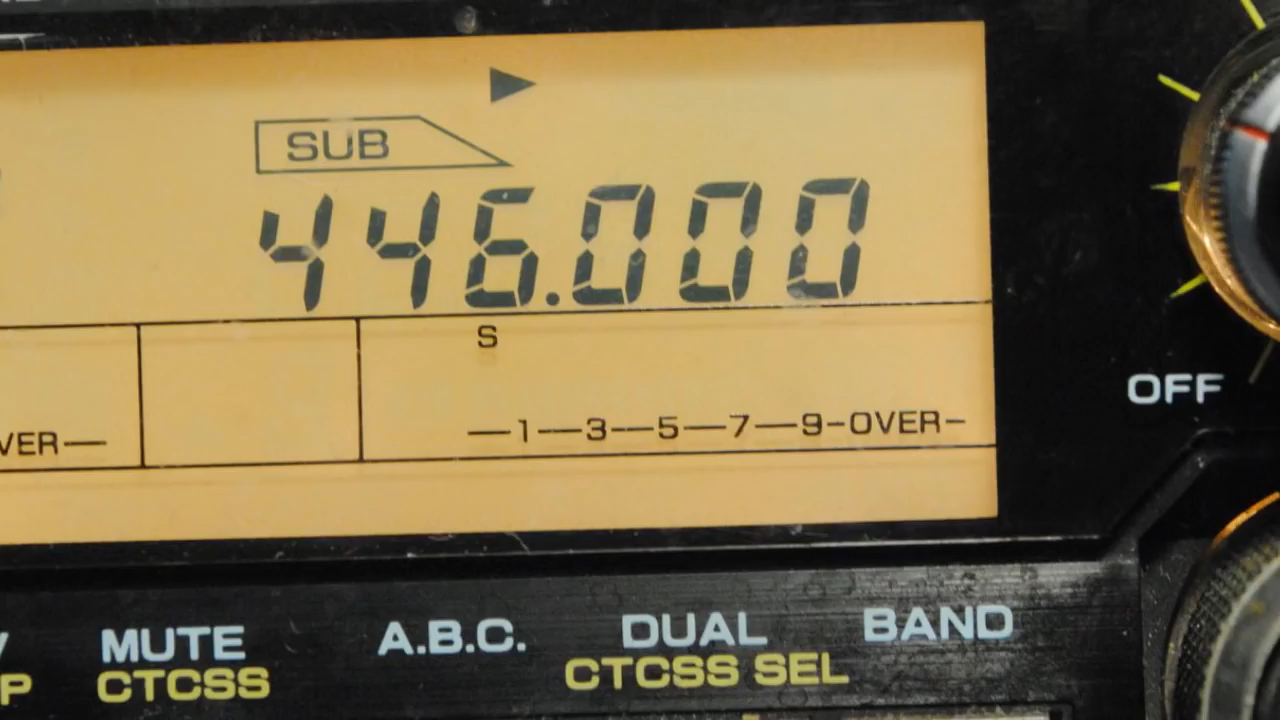 SUB
446.000
S
VER—
—1—3—5—7—9-OVER-
OFF
MUTE
A.B.C.
DUAL
BAND
P
CTCSS
CTCSS SEL